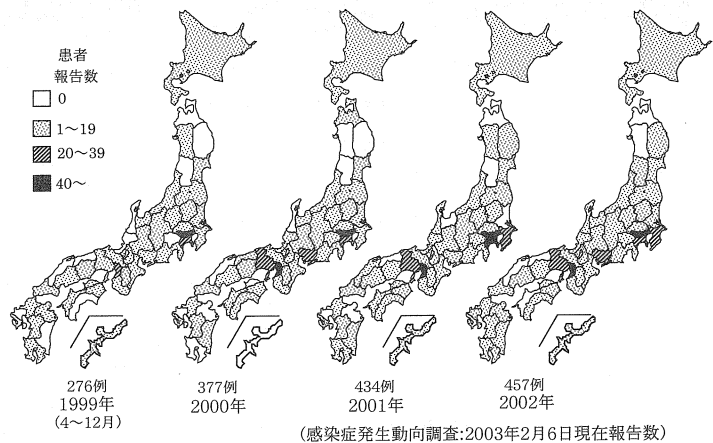 患者
報告数
0
1～19
20～39
40～
276例
1999年
(4～12月)
377例
2000年
434例
2001年
457例
2002年
(感染症発生動向調査:2003年2月6日現在報告数)